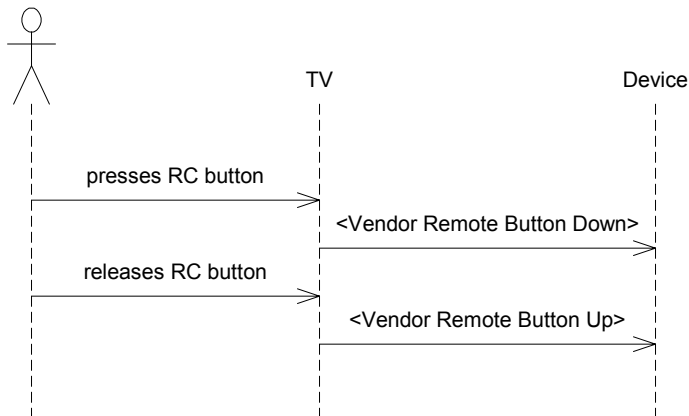 TV
Device
presses RC button
<Vendor Remote Button Down>
releases RC button
<Vendor Remote Button Up>